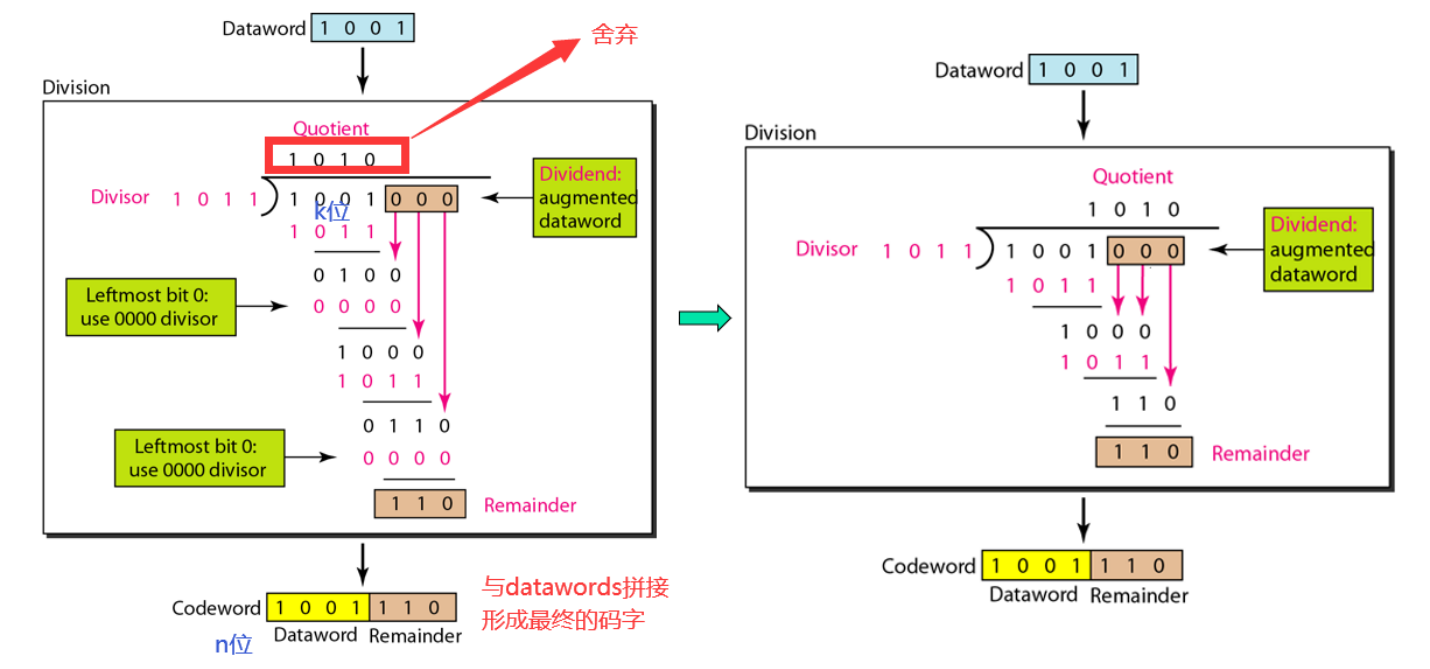 Dataword 1 0 0 1
舍弃
Division
Quotient
1 0 1 0
Divisor 1 0 1 1 1 0 0 1 0 0 0
k位
Dividend:
augmented
dataword
1 0 1 1
0 1 0 0
Leftmost bit 0:
use 0000 divisor
0 0 0 0
1 0 0 0
1 0 1 1
0 1 1 0
Leftmost bit 0:
use 0000 divisor
0 0 0 0
1 1 0 Remainder
Codeword 1 0 0 1 1 1 0
Dataword Remainder
n位
与datawords拼接
形成最终的码字
Dataword 1 0 0 1
Division
Quotient
1 0 1 0
Divisor 1 0 1 1 1 0 0 1 0 0 0
Dividend:
augmented
dataword
1 0 1 1
1 0 0 0
1 0 1 1
1 1 0
1 1 0 Remainder
Codeword 1 0 0 1 1 1 0
Dataword Remainder